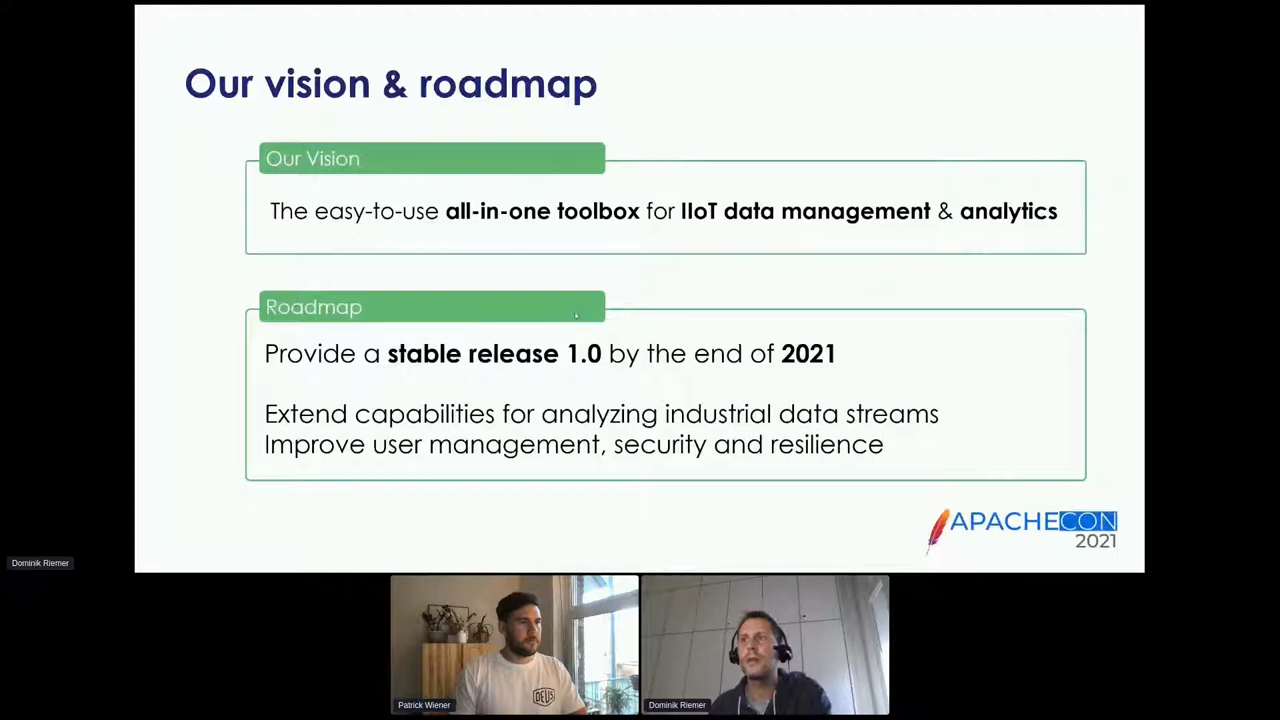 Our vision & roadmap
Our Vision
The easy-to-use all-in-one toolbox for IIoT data management & analytics
Roadmap
Provide a stable release 1.0 by the end of 2021
Extend capabilities for analyzing industrial data streams
Improve user management, security and resilience
APACHECON
2021
Dominik Riemer
DEUS
Patrick Wiener
Dominik Riemer